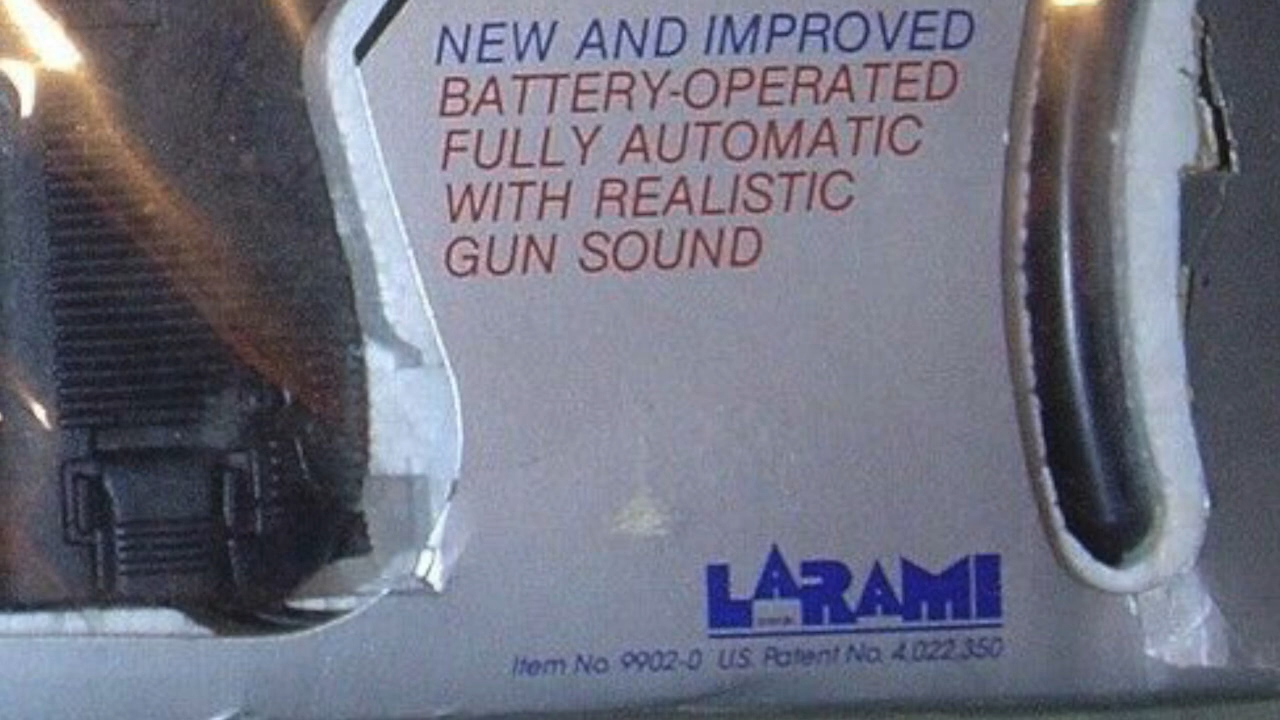 NEW AND IMPROVED
BATTERY-OPERATED
FULLY AUTOMATIC
WITH REALISTIC
GUN SOUND
LARAMI
Item No. 9902-0 U.S. Patent No. 4,022,350